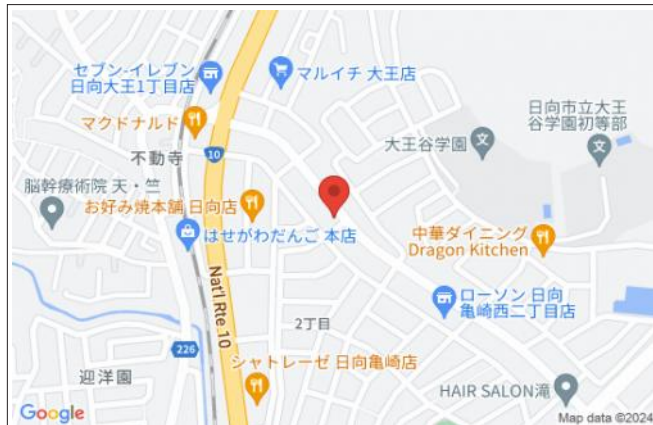 セブン-イレブン
日向大王1丁目店
マルイチ 大王店
マクドナルド
日向市立大王
谷学園初等部
大王谷学園
不動寺
10
脳幹療術院 天・竺
お好み焼本舗 日向店
はせがわだんご 本店
中華ダイニング
Dragon Kitchen
Nat'l Rte 10
ローソン 日向
亀崎西二丁目店
2丁目
226
シャトレーゼ 日向亀崎店
迎洋園
HAIR SALON滝
Google
Map data ©2024